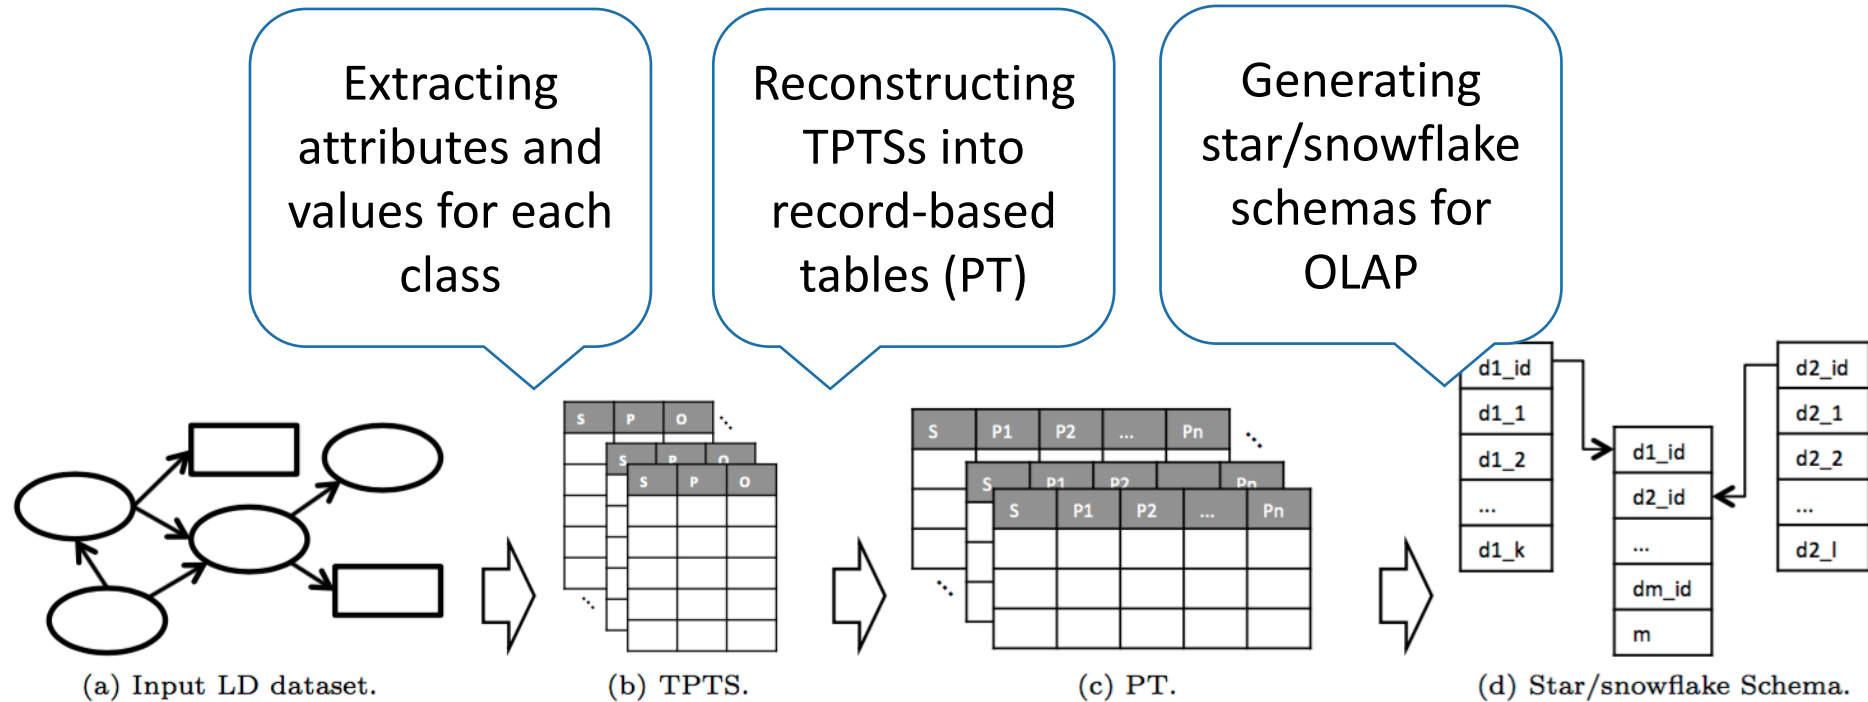 Extracting
attributes and
values for each
class
Reconstructing
TPTSs into
record-based
tables (PT)
Generating
star/snowflake
schemas for
OLAP
S P O
S P O
S P O
S P1 P2 ... Pn
S P1 P2 Pn
S P1 P2 ... Pn
d1_id
d1_1
d1_2
...
d1_k
d1_id
d2_id
...
dm_id
m
d2_id
d2_1
d2_2
...
d2_l
(a) Input LD dataset.
(b) TPTS.
(c) PT.
(d) Star/snowflake Schema.